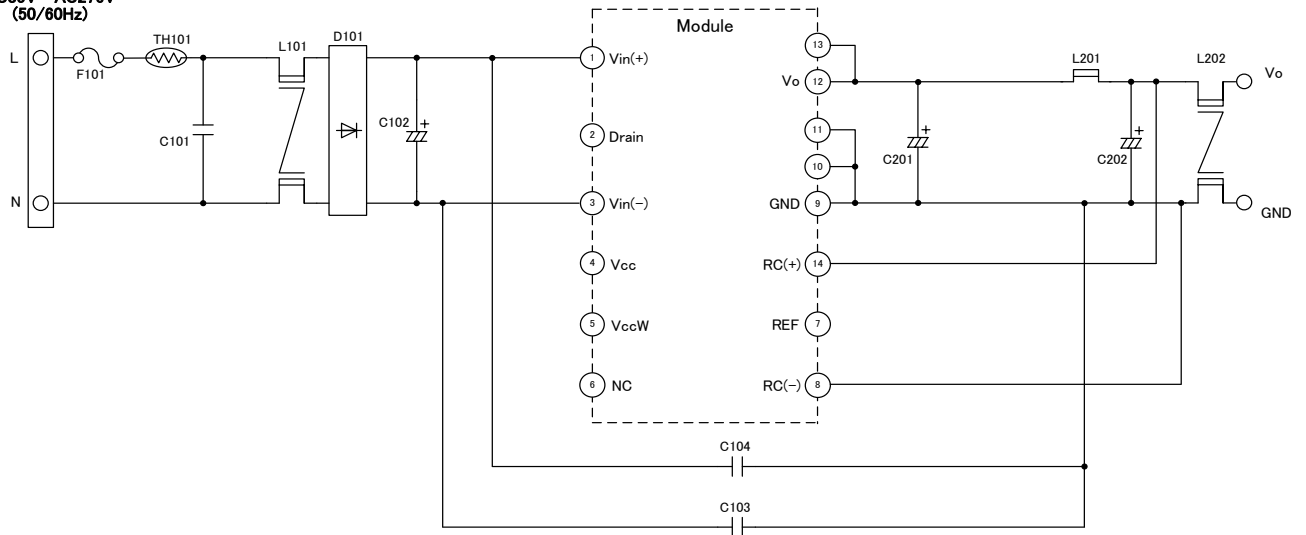 (50/60Hz)
L
F101
TH101
C101
L101
D101
C102
N
Module
1 Vin(+)
2 Drain
3 Vin(-)
4 Vcc
5 VccW
6 NC
13
Vo 12
11
10
GND 9
RC(+) 14
REF 7
RC(-) 8
C201
L201
C202
L202
Vo
GND
C104
C103